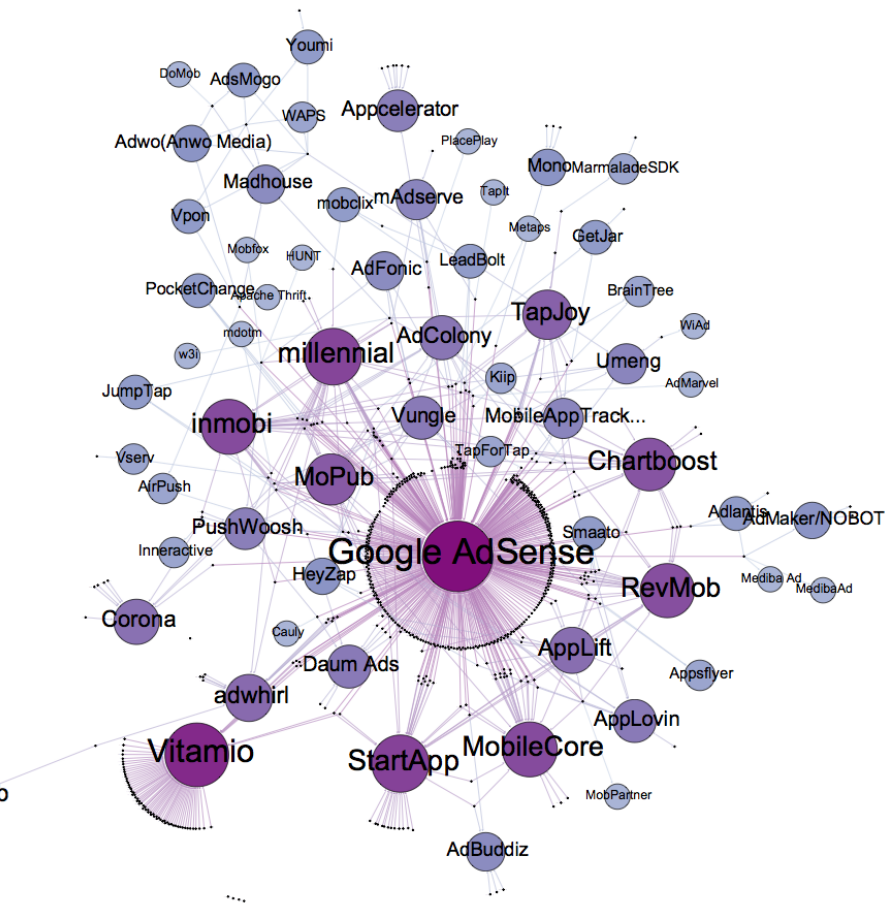 Youmi
DoMob
AdsMogo
Appcelerator
WAPS
Adwo(Anwo Media)
PlacePlay
Mono
MarmaladeSDK
Madhouse
mobclix
mAdserve
TapIt
Vpon
Metaps
GetJar
Mobfox
HUNT
AdFonic
LeadBolt
PocketChange
Apache Thrift
BrainTree
TapJoy
mdotm
AdColony
WiAd
w3i
millennial
Umeng
Kiip
AdMarvel
JumpTap
inmobi
Vungle
MobileAppTrack...
TapForTap
Vserv
Chartboost
MoPub
AirPush
PushWoosh
Adlantis
AdMaker/NOBOT
Smaato
Inneractive
Google AdSense
HeyZap
RevMob
Mediba Ad
MedibaAd
Corona
Cauly
AppLift
Daum Ads
Appsflyer
adwhirl
AppLovin
Vitamio
StartApp
MobileCore
MobPartner
AdBuddiz